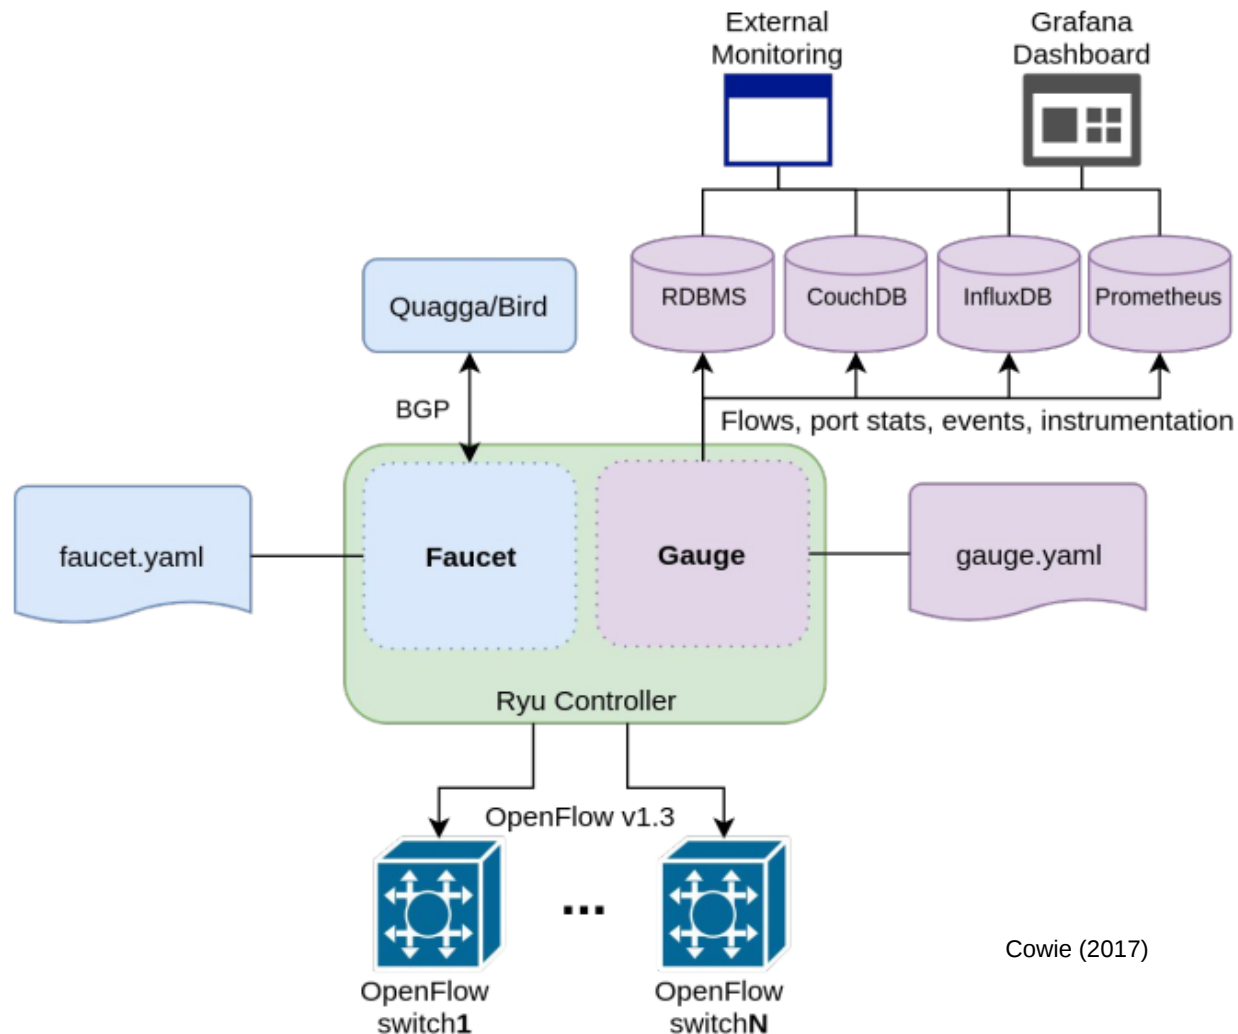 External
Monitoring
Grafana
Dashboard
RDBMS
CouchDB
InfluxDB
Prometheus
Quagga/Bird
BGP
Flows, port stats, events, instrumentation
faucet.yaml
Faucet
Gauge
gauge.yaml
Ryu Controller
OpenFlow v1.3
...
Cowie (2017)
OpenFlow
switch1
OpenFlow
switchN